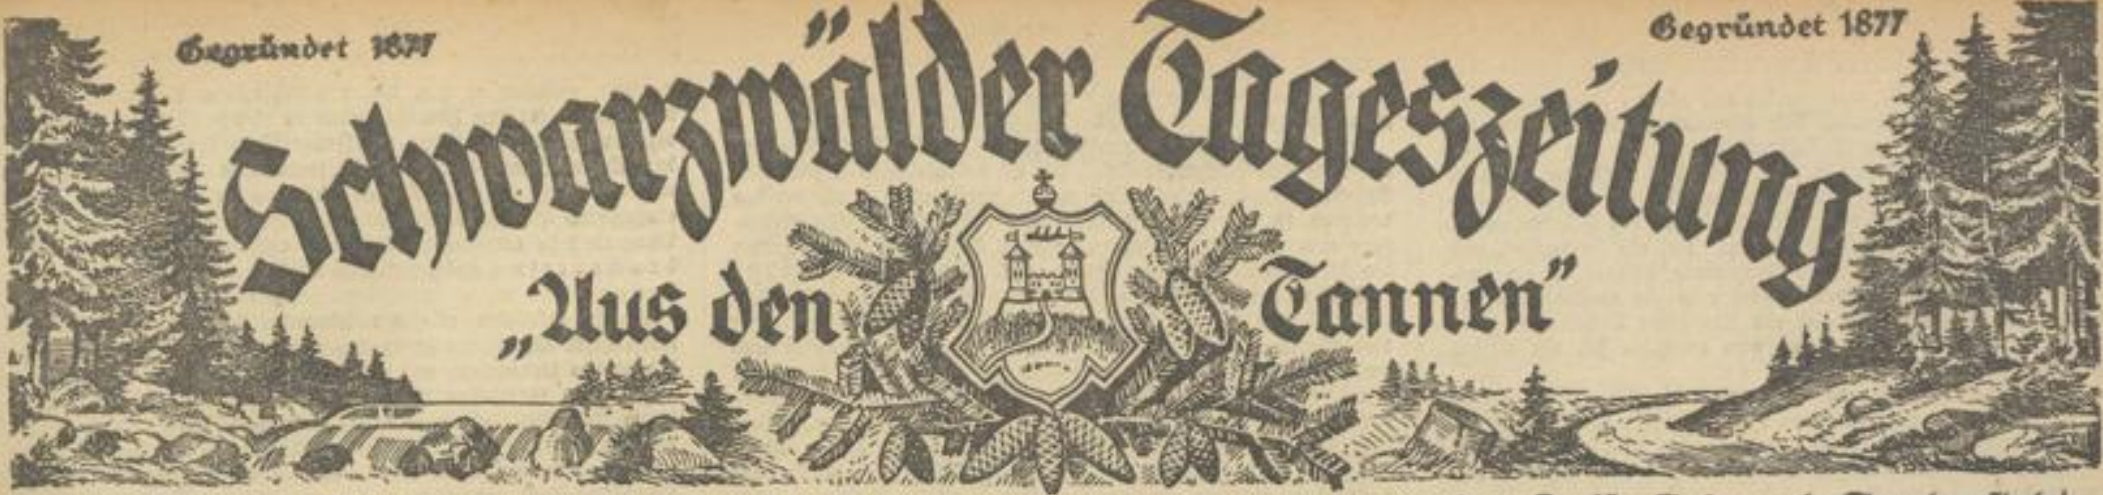 Gegründet 1877
Gegründet 1877
Schwarzwälder Tageszeitung
„Aus den Tannen“